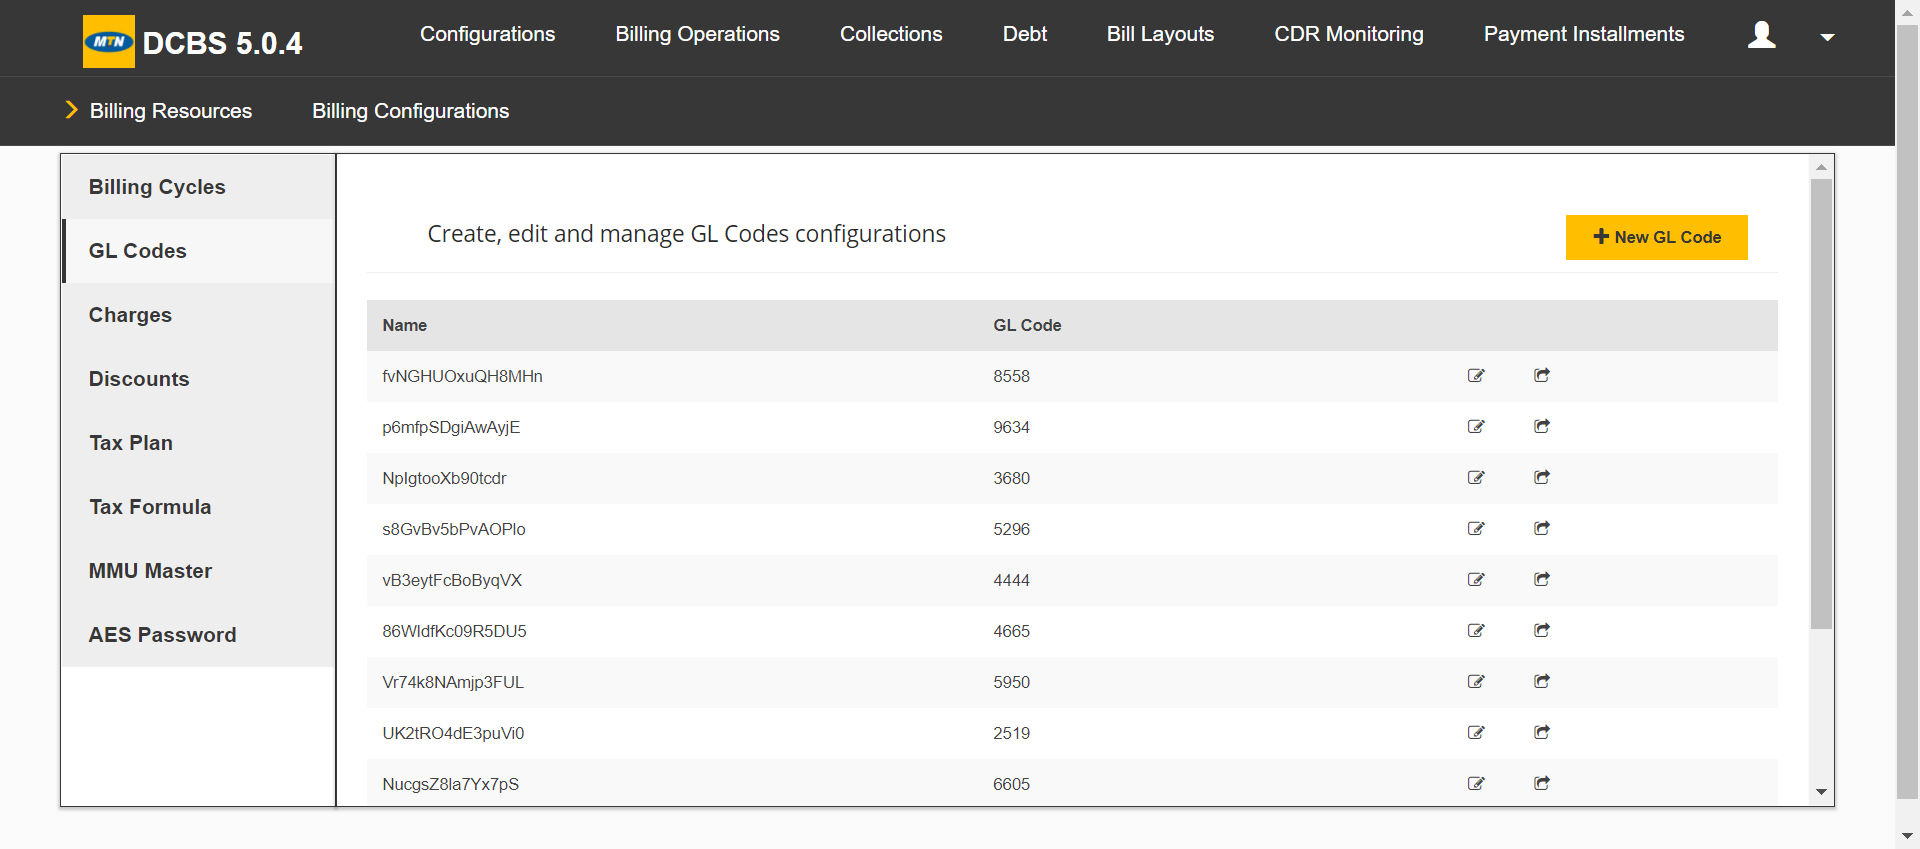 MTN DCBS 5.0.4 Configurations Billing Operations Collections Debt Bill Layouts CDR Monitoring Payment Installments
Billing Resources Billing Configurations
Billing Cycles
GL Codes
Charges
Discounts
Tax Plan
Tax Formula
MMU Master
AES Password
Create, edit and manage GL Codes configurations
New GL Code
Name GL Code
fvNGHUOxuQH8MHn 8558
p6mfpSDgiAwAyjE 9634
NpIgtooXb90tcdr 3680
s8GvBv5bPvAOPlo 5296
vB3eytFcBoByqVX 4444
86WldfKc09R5DU5 4665
Vr74k8NAmjp3FUL 5950
UK2tRO4dE3puVi0 2519
NucgsZ8la7Yx7pS 6605